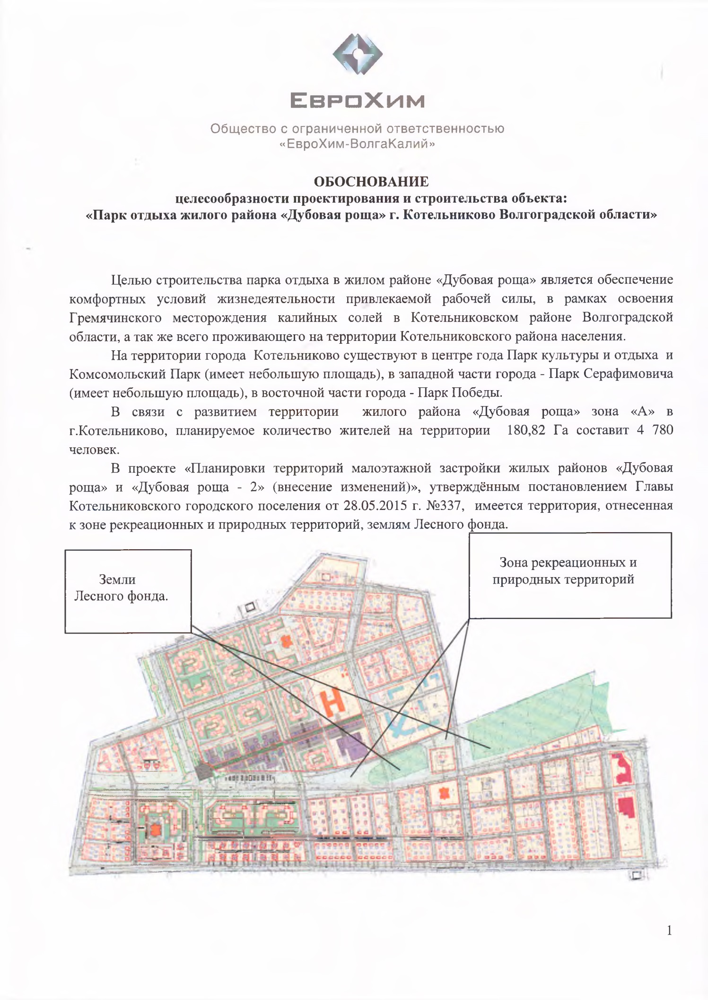 ЕвроХим
Общество с ограниченной ответственностью
«ЕвроХим-ВолгаКалий»
ОБОСНОВАНИЕ
целесообразности проектирования и строительства объекта:
«Парк отдыха жилого района «Дубовая роща» г. Котельниково Волгоградской области»
Целью строительства парка отдыха в жилом районе «Дубовая роща» является обеспечение
комфортных условий жизнедеятельности привлекаемой рабочей силы, в рамках освоения
Гремячинского месторождения калийных солей в Котельниковском районе Волгоградской
области, а так же всего проживающего на территории Котельниковского района населения.
На территории города Котельниково существуют в центре года Парк культуры и отдыха и
Комсомольский Парк (имеет небольшую площадь), в западной части города - Парк Серафимовича
(имеет небольшую площадь), в восточной части города - Парк Победы.
В связи с развитием территории жилого района «Дубовая роща» зона «А» в
г.Котельниково, планируемое количество жителей на территории 180,82 Га составит 4 780
человек.
В проекте «Планировки территорий малоэтажной застройки жилых районов «Дубовая
роща» и «Дубовая роща - 2» (внесение изменений)», утверждённым постановлением Главы
Котельниковского городского поселения от 28.05.2015 г. №337, имеется территория, отнесенная
к зоне рекреационных и природных территорий, землям Лесного фонда.
Земли
Лесного фонда.
Зона рекреационных и
природных территорий
1